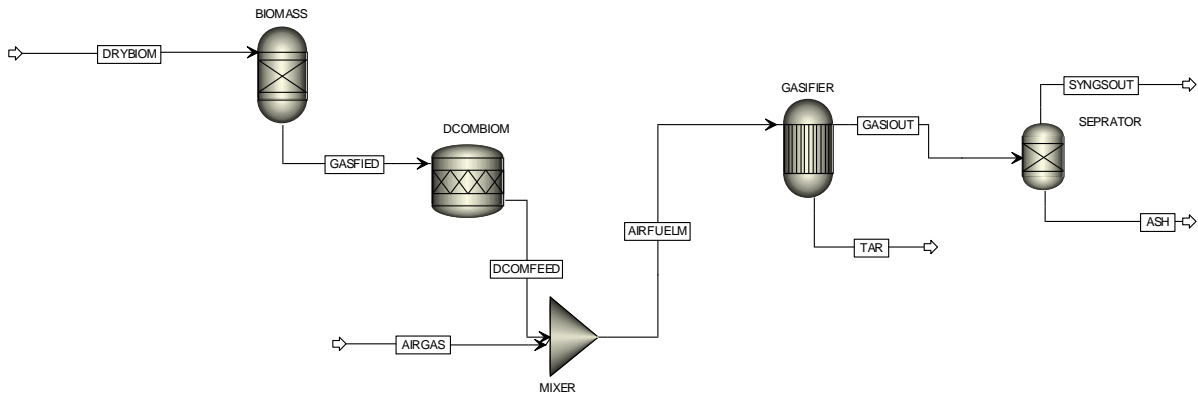 BIOMASS
DRYBIOM
GASFIED
DCOMBIOM
DCOMFEED
AIRGAS
MIXER
AIRFUELM
GASIFIER
GASIOUT
TAR
SYNGSOUT
SEPRATOR
ASH